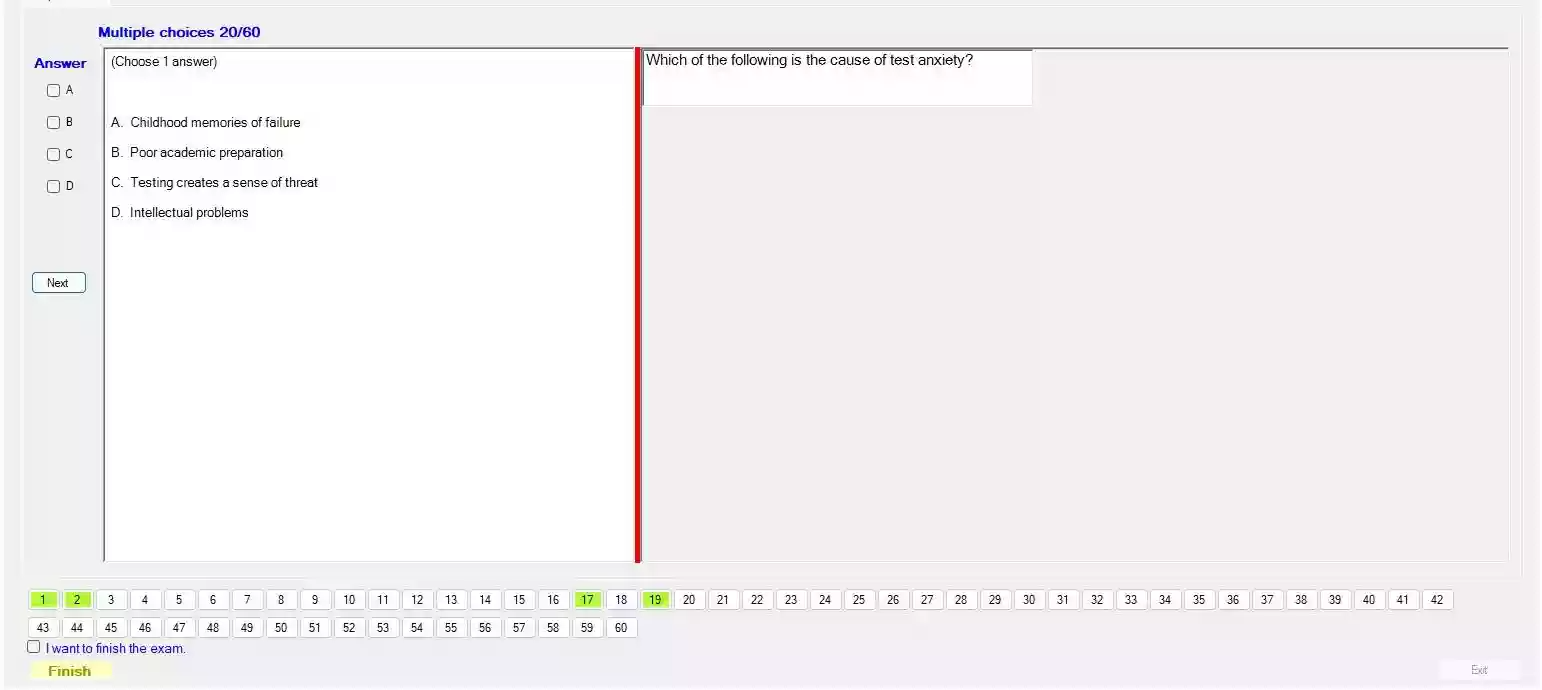 Multiple choices 20/60
Answer
(Choose 1 answer)
Which of the following is the cause of test anxiety?
A
B
C
D
A. Childhood memories of failure
B. Poor academic preparation
C. Testing creates a sense of threat
D. Intellectual problems
Next
1 2 3 4 5 6 7 8 9 10 11 12 13 14 15 16 17 18 19 20 21 22 23 24 25 26 27 28 29 30 31 32 33 34 35 36 37 38 39 40 41 42
43 44 45 46 47 48 49 50 51 52 53 54 55 56 57 58 59 60
I want to finish the exam.
Finish
Exit